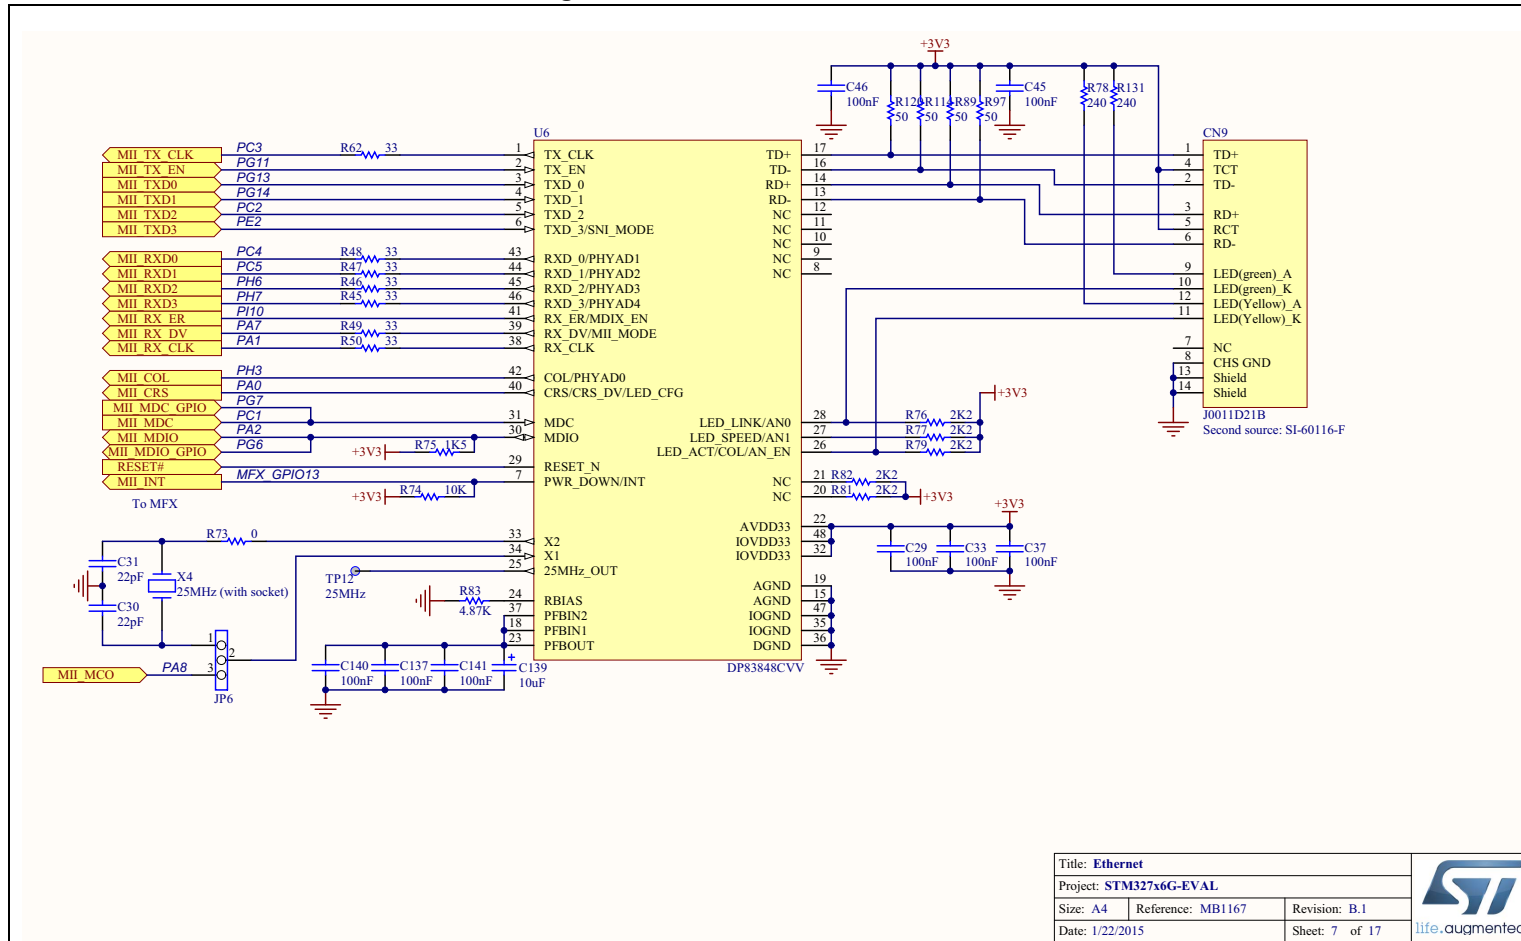 +3V3
C46
100nF
R120
50
R114
50
R89
50
R97
50
C45
100nF
R78
240
R131
240
U6
CN9
MII_TX_CLK PC3 R62 33 1 TX_CLK TD+ 17 1 TD+
MII_TX_EN PG11 2 TX_EN TD- 16 4 TCT
MII_TXD0 PG13 3 TXD_0 RD+ 14 2 TD-
MII_TXD1 PG14 4 TXD_1 RD- 13
MII_TXD2 PC2 5 TXD_2 NC 12 3 RD+
MII_TXD3 PE2 6 TXD_3/SNI_MODE NC 11 5 RCT
NC 10 6 RD-
MII_RXD0 PC4 R48 33 43 RXD_0/PHYAD1 NC 9
MII_RXD1 PC5 R47 33 44 RXD_1/PHYAD2 NC 8 9 LED(green)_A
MII_RXD2 PH6 R46 33 45 RXD_2/PHYAD3 10 LED(green)_K
MII_RXD3 PH7 R45 33 46 RXD_3/PHYAD4 12 LED(Yellow)_A
MII_RX_ER PI10 41 RX_ER/MDIX_EN 11 LED(Yellow)_K
MII_RX_DV PA7 R49 33 39 RX_DV/MII_MODE
MII_RX_CLK PA1 R50 33 38 RX_CLK 7 NC
8 CHS GND
MII_COL PH3 42 COL/PHYAD0 13 Shield
MII_CRS PA0 40 CRS/CRS_DV/LED_CFG +3V3 14 Shield
MII_MDC_GPIO PG7 J0011D21B
MII_MDC PC1 31 MDC LED_LINK/AN0 28 R76 2K2 Second source: SI-60116-F
MII_MDIO PA2 30 MDIO LED_SPEED/AN1 27 R77 2K2
MII_MDIO_GPIO PG6 +3V3 R75 1K5 LED_ACT/COL/AN_EN 26 R79 2K2
RESET# 29 RESET_N
MII_INT MFX_GPIO13 7 PWR_DOWN/INT NC 21 R82 2K2
To MFX +3V3 R74 10K NC 20 R81 2K2 +3V3
+3V3
AVDD33 22
R73 0 33 X2 IOVDD33 48
34 X1 IOVDD33 32
C29
100nF
C33
100nF
C37
100nF
C31
22pF
X4
25MHz (with socket)
C30
22pF
TP12
25MHz
25 25MHz_OUT
AGND 19
R83
4.87K
24 RBIAS AGND 15
37 PFBIN2 IOGND 47
18 PFBIN1 IOGND 35
23 PFBOUT DGND 36
1
2
3
JP6
MII_MCO PA8
C140
100nF
C137
100nF
C141
100nF
+
C139
10uF
DP83848CVV
Title: Ethernet
Project: STM327x6G-EVAL
Size: A4 Reference: MB1167 Revision: B.1
Date: 1/22/2015 Sheet: 7 of 17
ST
life.augmented